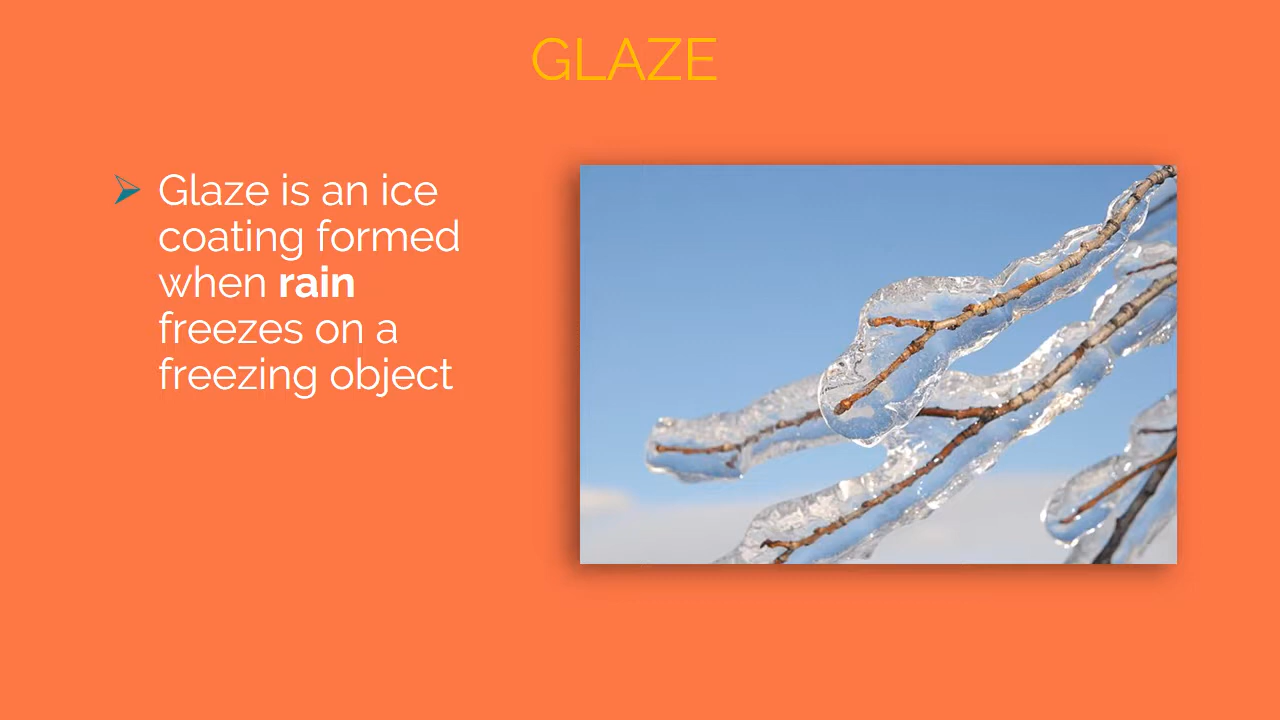 GLAZE
Glaze is an ice
coating formed
when rain
freezes on a
freezing object